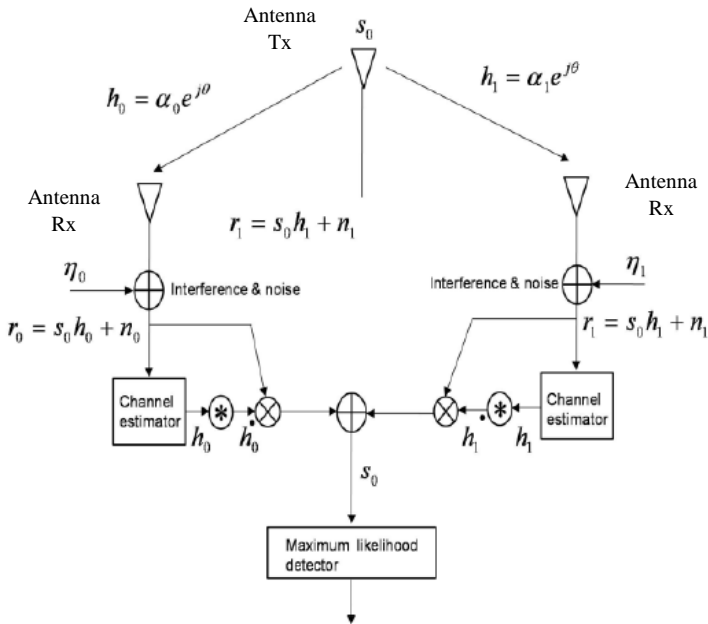 Antenna
Tx
s₀
h₀ = α₀e^{jθ}
h₁ = α₁e^{jθ}
Antenna
Rx
Antenna
Rx
r₁ = s₀h₁ + n₁
η₀
Interference & noise
Interference & noise
η₁
r₀ = s₀h₀ + n₀
r₁ = s₀h₁ + n₁
Channel
estimator
h₀
*
h₀•
h₁•
*
h₁
Channel
estimator
s₀
Maximum likelihood
detector